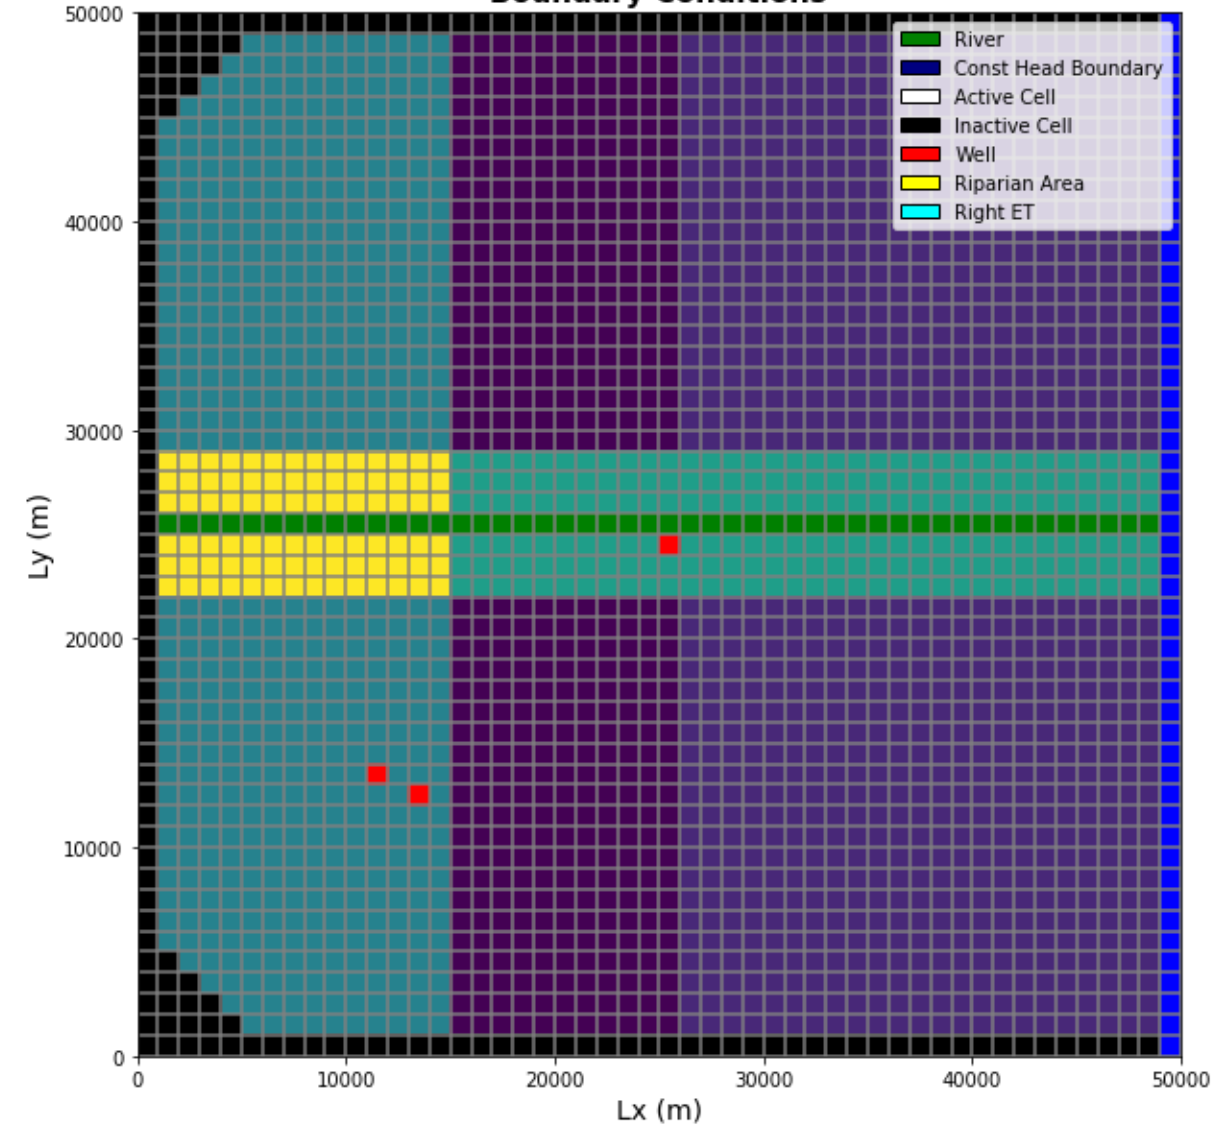 Boundary Conditions
River
Const Head Boundary
Active Cell
Inactive Cell
Well
Riparian Area
Right ET
50000
40000
30000
20000
10000
0
Ly (m)
0 10000 20000 30000 40000 50000
Lx (m)